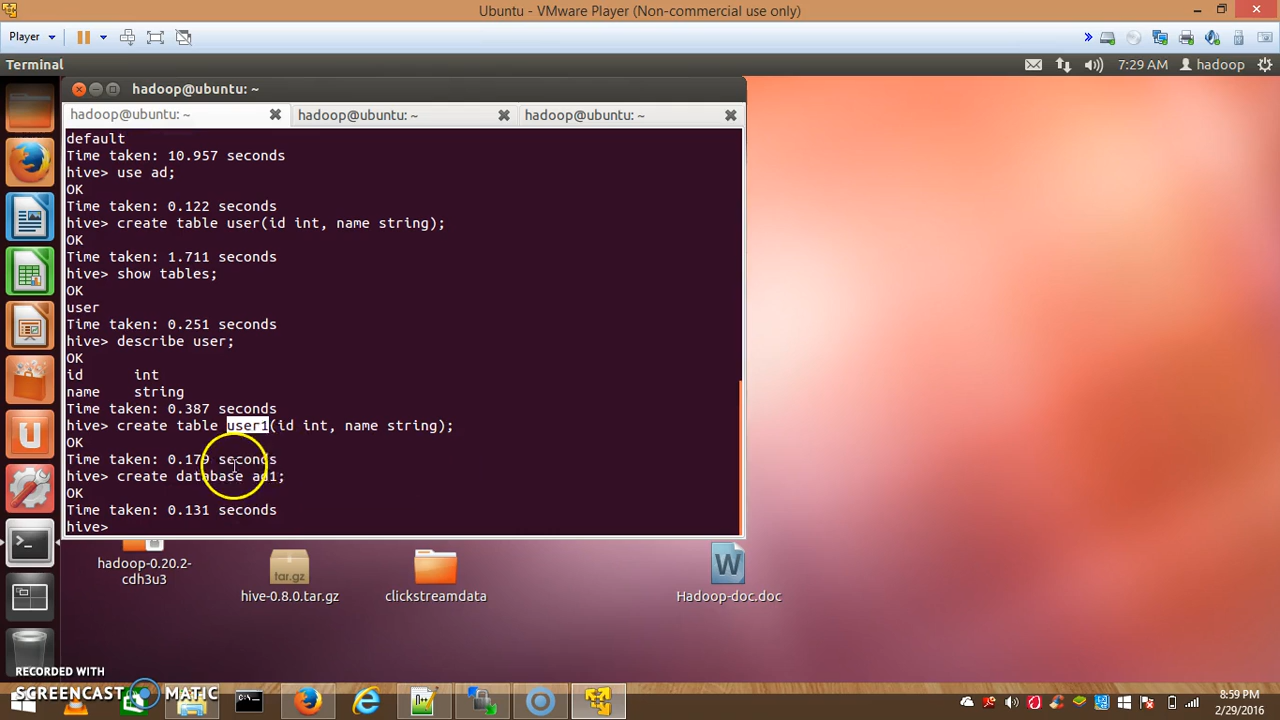 Ubuntu - VMware Player (Non-commercial use only)
Player
Terminal
7:29 AM
hadoop
hadoop@ubuntu: ~
hadoop@ubuntu: ~
hadoop@ubuntu: ~
hadoop@ubuntu: ~
default
Time taken: 10.957 seconds
hive> use ad;
OK
Time taken: 0.122 seconds
hive> create table user(id int, name string);
OK
Time taken: 1.711 seconds
hive> show tables;
OK
user
Time taken: 0.251 seconds
hive> describe user;
OK
id int
name string
Time taken: 0.387 seconds
hive> create table user1(id int, name string);
OK
Time taken: 0.179 seconds
hive> create database ad1;
OK
Time taken: 0.131 seconds
hive>
hadoop-0.20.2-
cdh3u3
tar.gz
hive-0.8.0.tar.gz
clickstreamdata
W
Hadoop-doc.doc
RECORDED WITH
SCREENCAST MATIC
8:59 PM
2/29/2016